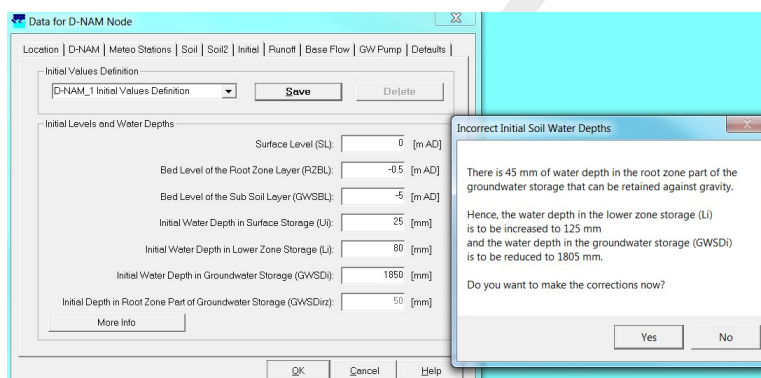 Data for D-NAM Node
Location | D-NAM | Meteo Stations | Soil | Soil2 | Initial | Runoff | Base Flow | GW Pump | Defaults |
Initial Values Definition
D-NAM_1 Initial Values Definition Save Delete
Initial Levels and Water Depths
Surface Level (SL): 0 [m AD]
Bed Level of the Root Zone Layer (RZBL): -0.5 [m AD]
Bed Level of the Sub Soil Layer (GWSBL): -5 [m AD]
Initial Water Depth in Surface Storage (Ui): 25 [mm]
Initial Water Depth in Lower Zone Storage (Li): 80 [mm]
Initial Water Depth in Groundwater Storage (GWSDi): 1850 [mm]
Initial Depth in Root Zone Part of Groundwater Storage (GWSDirz): 50 [mm]
More Info
OK Cancel Help
Incorrect Initial Soil Water Depths
There is 45 mm of water depth in the root zone part of the
groundwater storage that can be retained against gravity.
Hence, the water depth in the lower zone storage (Li)
is to be increased to 125 mm
and the water depth in the groundwater storage (GWSDi)
is to be reduced to 1805 mm.
Do you want to make the corrections now?
Yes No